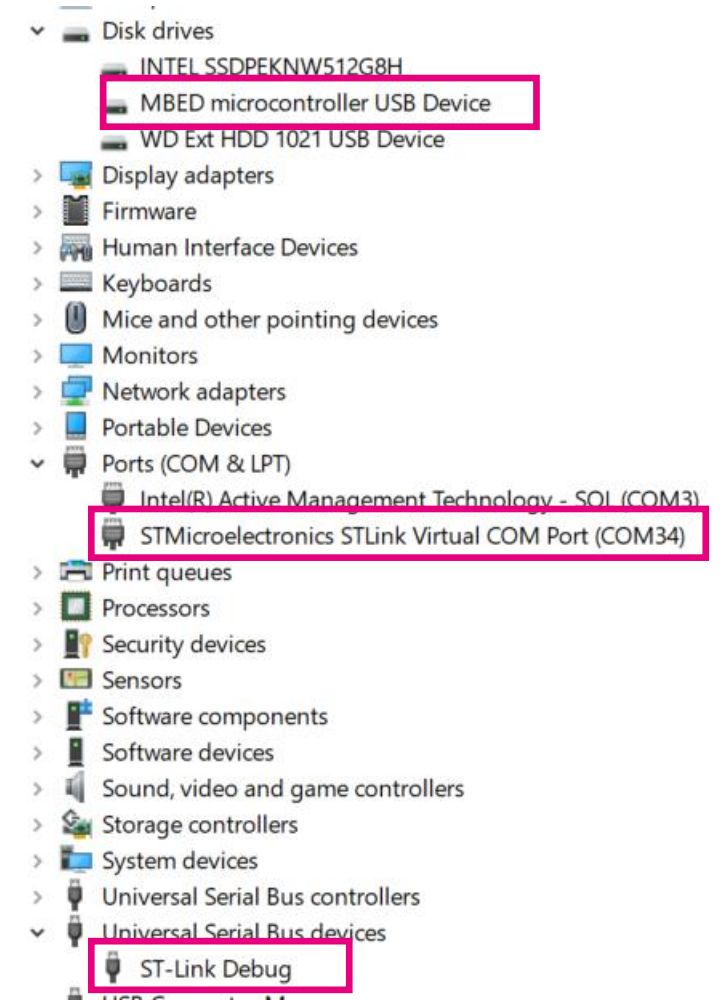 Disk drives
INTEL SSDPEKNW512G8H
MBED microcontroller USB Device
WD Ext HDD 1021 USB Device
Display adapters
Firmware
Human Interface Devices
Keyboards
Mice and other pointing devices
Monitors
Network adapters
Portable Devices
Ports (COM & LPT)
Intel(R) Active Management Technology - SOL (COM3)
STMicroelectronics STLink Virtual COM Port (COM34)
Print queues
Processors
Security devices
Sensors
Software components
Software devices
Sound, video and game controllers
Storage controllers
System devices
Universal Serial Bus controllers
Universal Serial Bus devices
ST-Link Debug